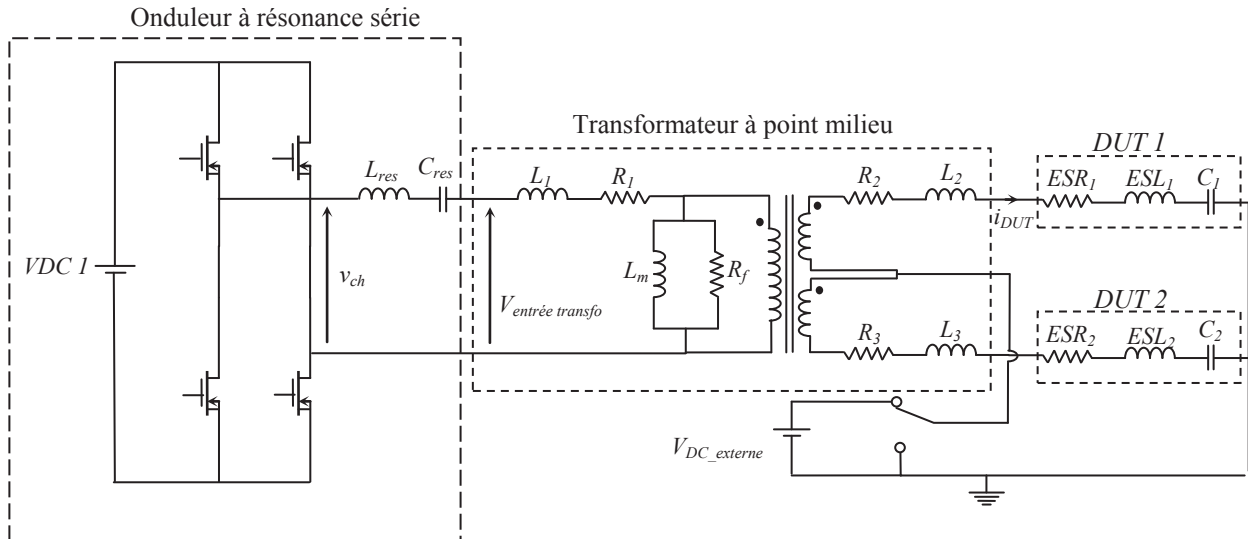 Onduleur à résonance série
Transformateur à point milieu
VDC 1
v_ch
L_res
C_res
V_entrée transfo
L_1
R_1
L_m
R_f
R_2
L_2
i_DUT
DUT 1
ESR_1
ESL_1
C_1
R_3
L_3
DUT 2
ESR_2
ESL_2
C_2
V_DC_externe